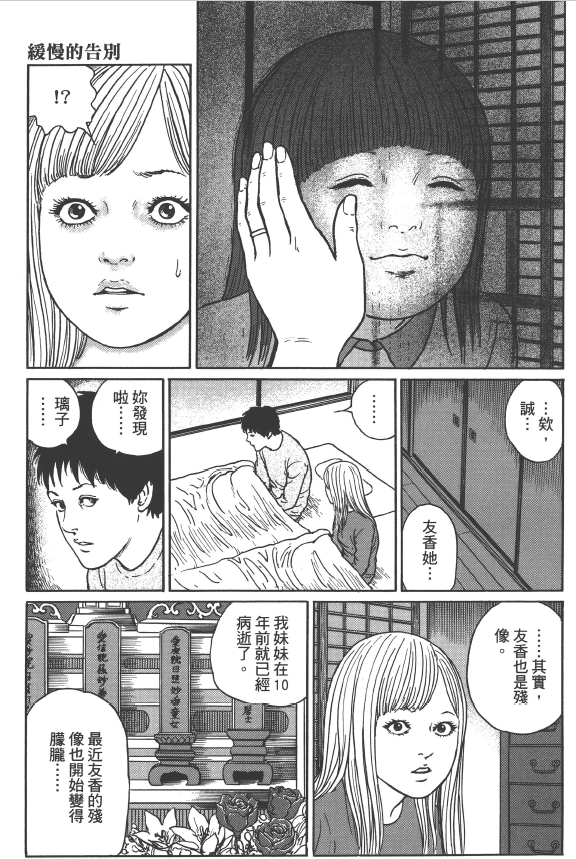 緩慢的告別
!?
…欸，
誠…
友香她…
……
妳發現
啦……
璃子
……
……其實，
友香也是殘
像。
我妹妹在10
年前就已經
病逝了。
最近友香的殘
像也開始變得
朦朧……
居士